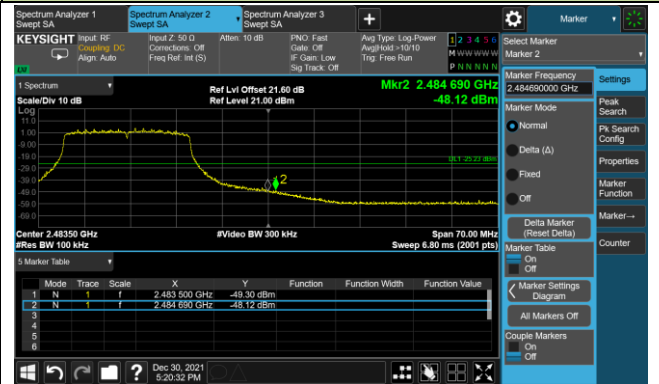 Spectrum Analyzer 1
Swept SA
Spectrum Analyzer 2
Swept SA
Spectrum Analyzer 3
Swept SA
Marker
KEYSIGHT
Input: RF
Coupling: DC
Align: Auto
Input Z: 50 Ω
Corrections: Off
Freq Ref: Int (S)
Atten: 10 dB
PNO: Fast
Gate: Off
IF Gain: Low
Sig Track: Off
Avg Type: Log-Power
Avg|Hold:>10/10
Trig: Free Run
1 2 3 4 5 6
M W W W W W
P N N N N N
LXI
Select Marker
Marker 2
1 Spectrum
Scale/Div 10 dB
Ref Lvl Offset 21.60 dB
Ref Level 21.00 dBm
Mkr2 2.484 690 GHz
-48.12 dBm
Log
11.0
1.00
-9.00
-19.0
-29.0
-39.0
-49.0
-59.0
-69.0
DL1 -25.23 dBm
2
Center 2.48350 GHz
#Res BW 100 kHz
#Video BW 300 kHz
Span 70.00 MHz
Sweep 6.80 ms (2001 pts)
5 Marker Table
Mode Trace Scale X Y Function Function Width Function Value
1 N 1 f 2.483 500 GHz -49.30 dBm
2 N 1 f 2.484 690 GHz -48.12 dBm
3
4
5
6
Marker Frequency
2.484690000 GHz
Marker Mode
Normal
Delta (Δ)
Fixed
Off
Delta Marker
(Reset Delta)
Marker Table
On
Off
Marker Settings
Diagram
All Markers Off
Couple Markers
On
Off
Settings
Peak
Search
Pk Search
Config
Properties
Marker
Function
Marker→
Counter
Dec 30, 2021
5:20:32 PM